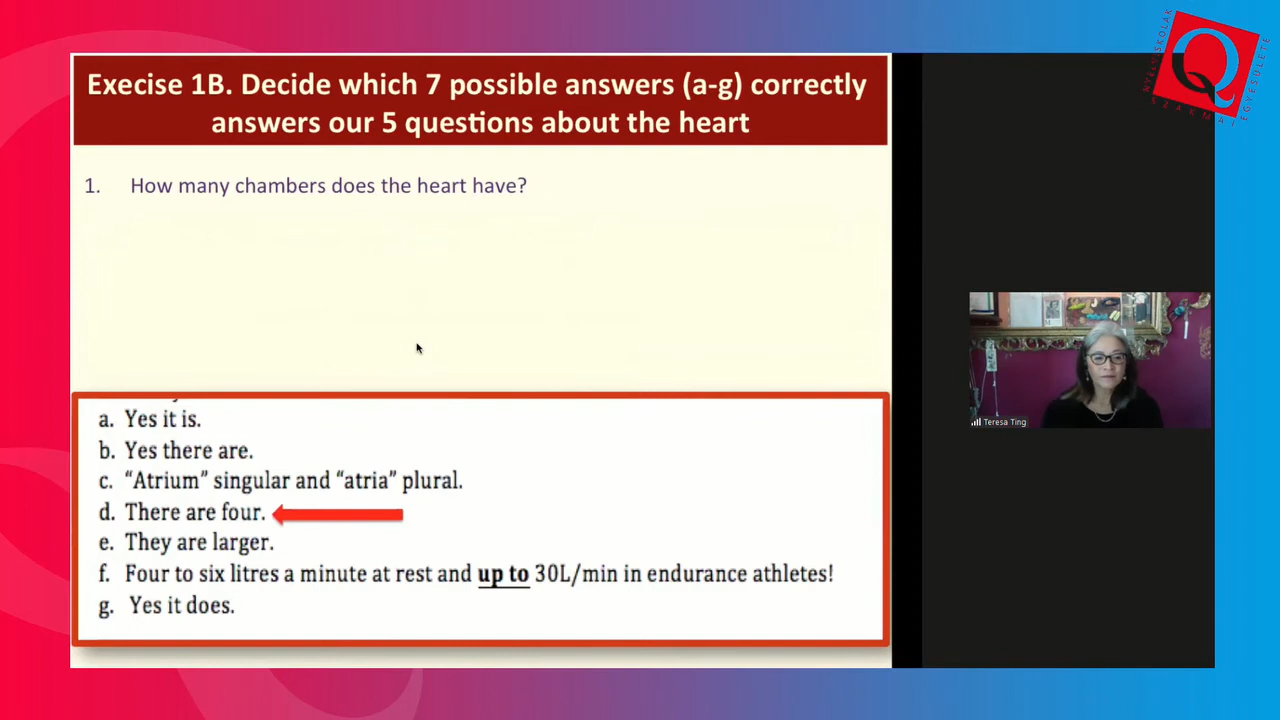 Execise 1B. Decide which 7 possible answers (a-g) correctly
answers our 5 questions about the heart
1. How many chambers does the heart have?
a. Yes it is.
b. Yes there are.
c. “Atrium” singular and “atria” plural.
d. There are four.
e. They are larger.
f. Four to six litres a minute at rest and up to 30L/min in endurance athletes!
g. Yes it does.
Teresa Ting
NYELVISKOLÁK
SZAKMAI EGYESÜLETE